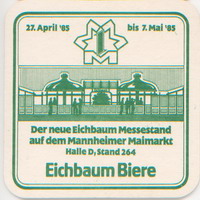 27. April '85 bis 7. Mai '85
Der neue Eichbaum Messestand
auf dem Mannheimer Maimarkt
Halle D, Stand 264
Eichbaum Biere